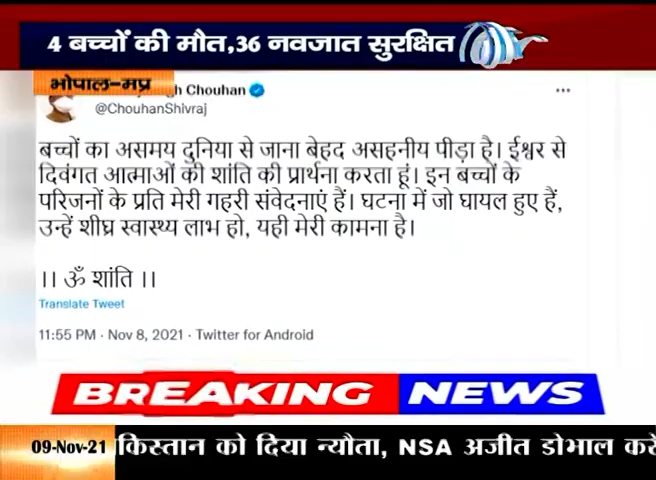 4 बच्चों की मौत,36 नवजात सुरक्षित
भोपाल-मप्र
gh Chouhan
@ChouhanShivraj
बच्चों का असमय दुनिया से जाना बेहद असहनीय पीड़ा है। ईश्वर से
दिवंगत आत्माओं की शांति की प्रार्थना करता हूं। इन बच्चों के
परिजनों के प्रति मेरी गहरी संवेदनाएं हैं। घटना में जो घायल हुए हैं,
उन्हें शीघ्र स्वास्थ्य लाभ हो, यही मेरी कामना है।
।। ॐ शांति ।।
Translate Tweet
11:55 PM · Nov 8, 2021 · Twitter for Android
BREAKING NEWS
09-Nov-21 किस्तान को दिया न्यौता, NSA अजीत डोभाल करे